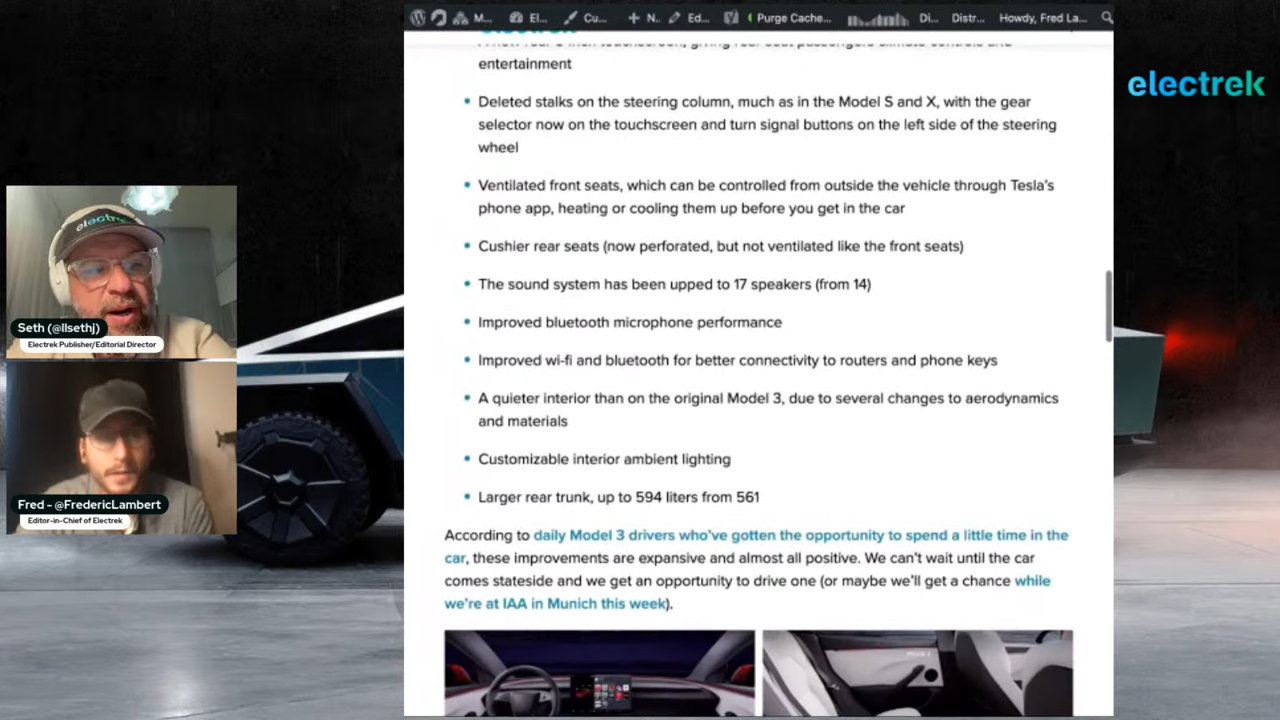 M...
El...
Cu...
N.
Ed...
Purge Cache...
Di...
Distr...
Howdy, Fred La...
electrek
entertainment
• Deleted stalks on the steering column, much as in the Model S and X, with the gear
selector now on the touchscreen and turn signal buttons on the left side of the steering
wheel
• Ventilated front seats, which can be controlled from outside the vehicle through Tesla's
phone app, heating or cooling them up before you get in the car
• Cushier rear seats (now perforated, but not ventilated like the front seats)
• The sound system has been upped to 17 speakers (from 14)
• Improved bluetooth microphone performance
• Improved wi-fi and bluetooth for better connectivity to routers and phone keys
• A quieter interior than on the original Model 3, due to several changes to aerodynamics
and materials
• Customizable interior ambient lighting
• Larger rear trunk, up to 594 liters from 561
According to daily Model 3 drivers who've gotten the opportunity to spend a little time in the
car, these improvements are expansive and almost all positive. We can't wait until the car
comes stateside and we get an opportunity to drive one (or maybe we'll get a chance while
we're at IAA in Munich this week).
electrek
Seth (@llsethj)
Electrek Publisher/Editorial Director
Fred - @FredericLambert
Editor-in-Chief of Electrek
electrek